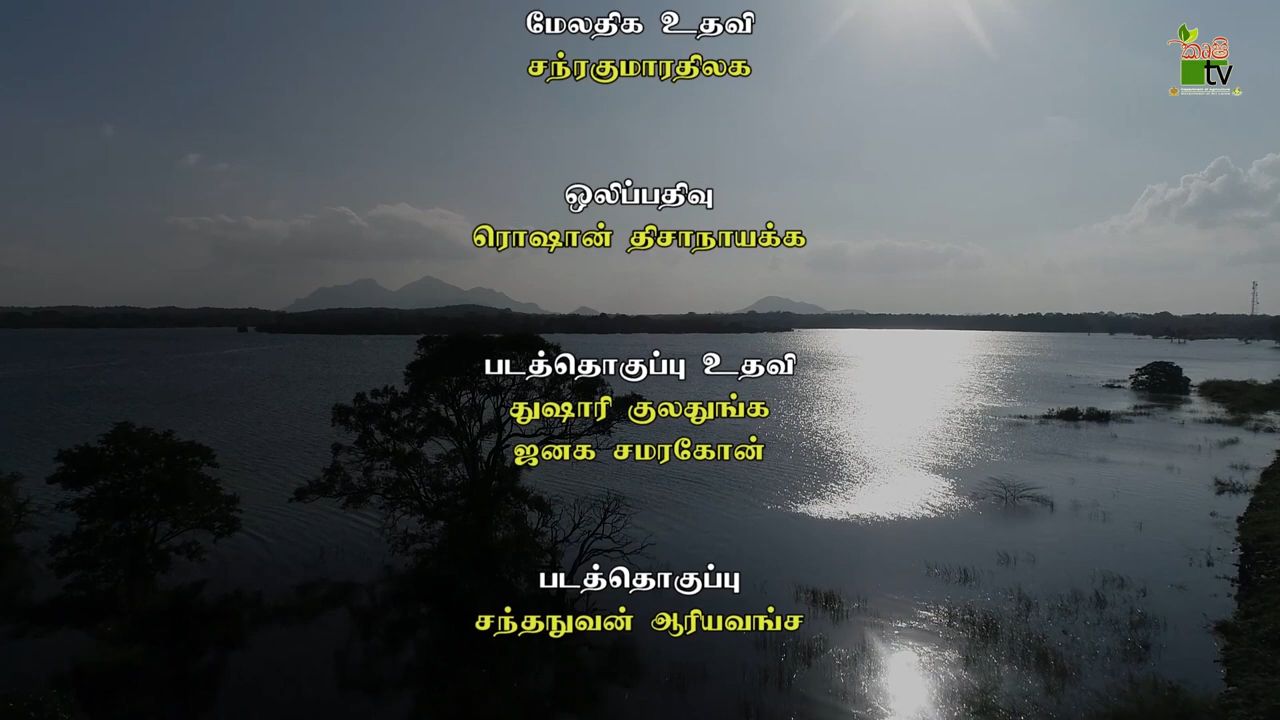 மேலதிக உதவி
சந்ரகுமாரதிலக
කෘෂි
tv
ஒலிப்பதிவு
ரொஷான் திசாநாயக்க
படத்தொகுப்பு உதவி
துஷாரி குலதுங்க
ஜனக சமரகோன்
படத்தொகுப்பு
சந்தநுவன் ஆரியவங்ச